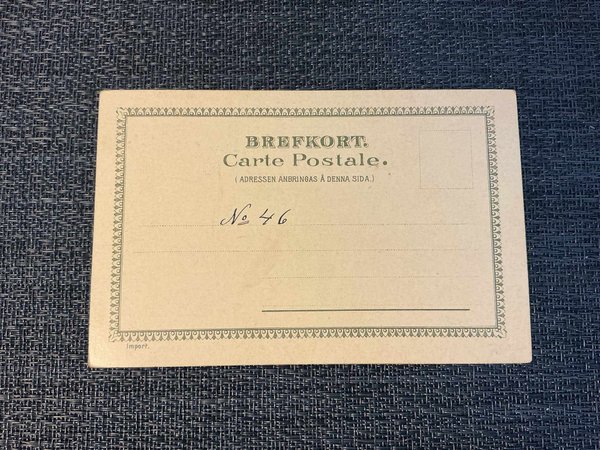 BREFKORT.
Carte Postale.
(ADRESSEN ANBRINGAS Å DENNA SIDA.)
No 46
Import.